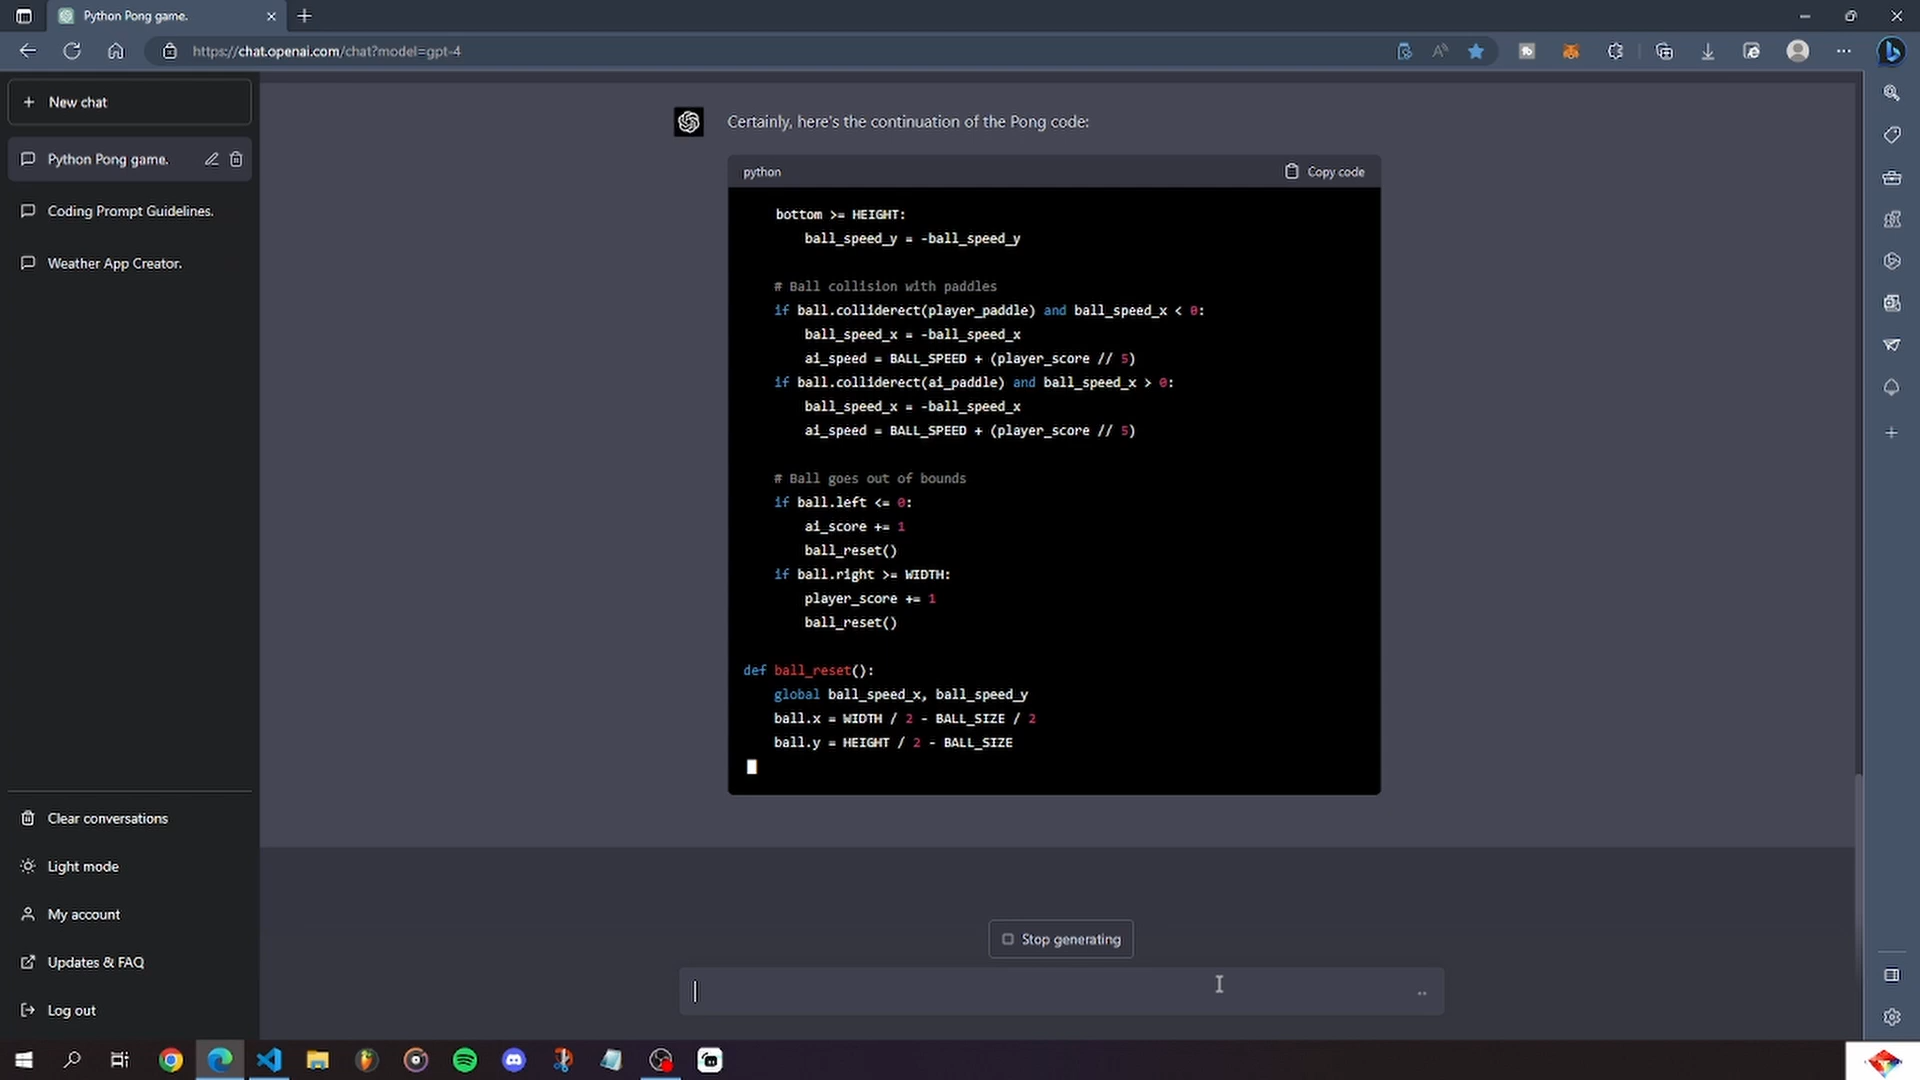 Python Pong game.
https://chat.openai.com/chat?model=gpt-4
New chat
Python Pong game.
Coding Prompt Guidelines.
Weather App Creator.
Clear conversations
Light mode
My account
Updates & FAQ
Log out
Certainly, here's the continuation of the Pong code:
python
Copy code
bottom >= HEIGHT:
ball_speed_y = -ball_speed_y
# Ball collision with paddles
if ball.colliderect(player_paddle) and ball_speed_x < 0:
ball_speed_x = -ball_speed_x
ai_speed = BALL_SPEED + (player_score // 5)
if ball.colliderect(ai_paddle) and ball_speed_x > 0:
ball_speed_x = -ball_speed_x
ai_speed = BALL_SPEED + (player_score // 5)
# Ball goes out of bounds
if ball.left <= 0:
ai_score += 1
ball_reset()
if ball.right >= WIDTH:
player_score += 1
ball_reset()
def ball_reset():
global ball_speed_x, ball_speed_y
ball.x = WIDTH / 2 - BALL_SIZE / 2
ball.y = HEIGHT / 2 - BALL_SIZE
Stop generating